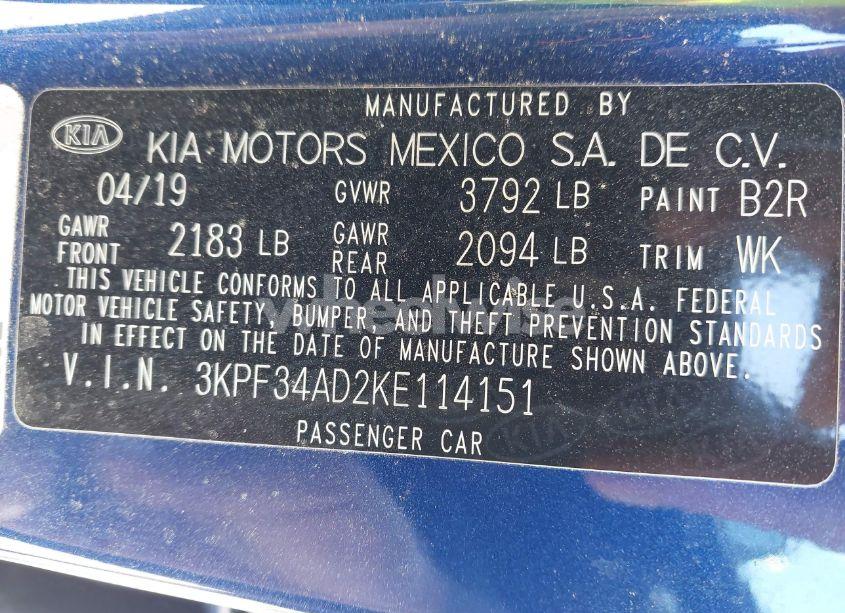 MANUFACTURED BY
KIA KIA MOTORS MEXICO S.A. DE C.V.
04/19 GVWR 3792 LB PAINT B2R
GAWR FRONT 2183 LB GAWR REAR 2094 LB TRIM WK
THIS VEHICLE CONFORMS TO ALL APPLICABLE U.S.A. FEDERAL
MOTOR VEHICLE SAFETY, BUMPER, AND THEFT PREVENTION STANDARDS
IN EFFECT ON THE DATE OF MANUFACTURE SHOWN ABOVE.
V.I.N. 3KPF34AD2KE114151
PASSENGER CAR